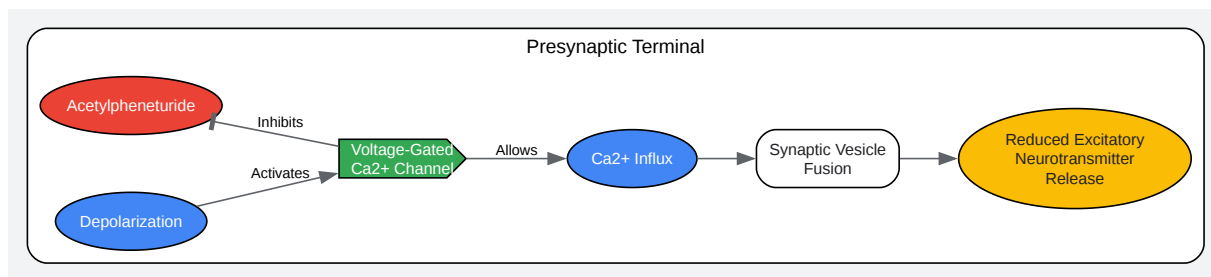 Presynaptic Terminal
Acetylpheneturide
Inhibits
Voltage-Gated
Ca2+ Channel
Activates
Depolarization
Allows
Ca2+ Influx
Synaptic Vesicle
Fusion
Reduced Excitatory
Neurotransmitter
Release